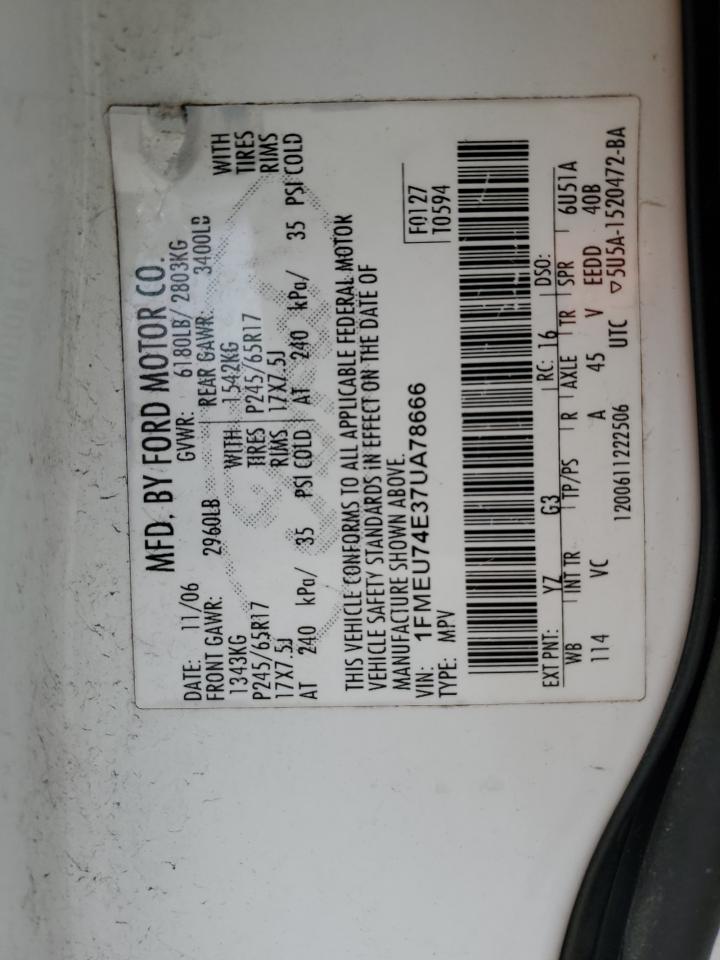 MFD. BY FORD MOTOR CO.
DATE: 11/06 GVWR: 6180LB/ 2803KG
FRONT GAWR: 2960LB REAR GAWR: 3400LB
1343KG WITH 1542KG WITH
P245/65R17 TIRES P245/65R17 TIRES
17X7.5J RIMS 17X7.5J RIMS
AT 240 kPa/ 35 PSI COLD AT 240 kPa/ 35 PSI COLD
THIS VEHICLE CONFORMS TO ALL APPLICABLE FEDERAL MOTOR
VEHICLE SAFETY STANDARDS IN EFFECT ON THE DATE OF
MANUFACTURE SHOWN ABOVE.
VIN: 1FMEU74E37UA78666 F0127
TYPE: MPV T0594
EXT PNT: YZ G3 RC: 16 DSO:
WB INT TR TP/PS R AXLE TR SPR 6U51A
114 VC A 45 V EEDD 40B
1200611222506 UTC ▽5U5A-1520472-BA